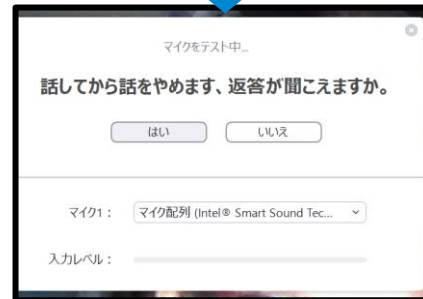 マイクをテスト中...
話してから話をやめます、返答が聞こえますか。
はい
いいえ
マイク1：
マイク配列 (Intel® Smart Sound Tec...
入力レベル：